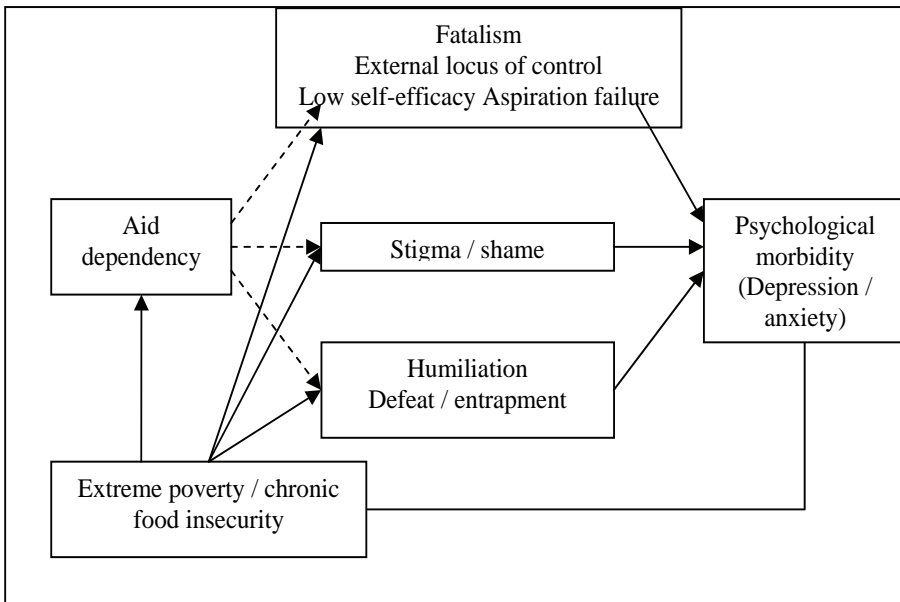 Fatalism
External locus of control
Low self-efficacy Aspiration failure
Aid
dependency
Stigma / shame
Psychological
morbidity
(Depression /
anxiety)
Humiliation
Defeat / entrapment
Extreme poverty / chronic
food insecurity